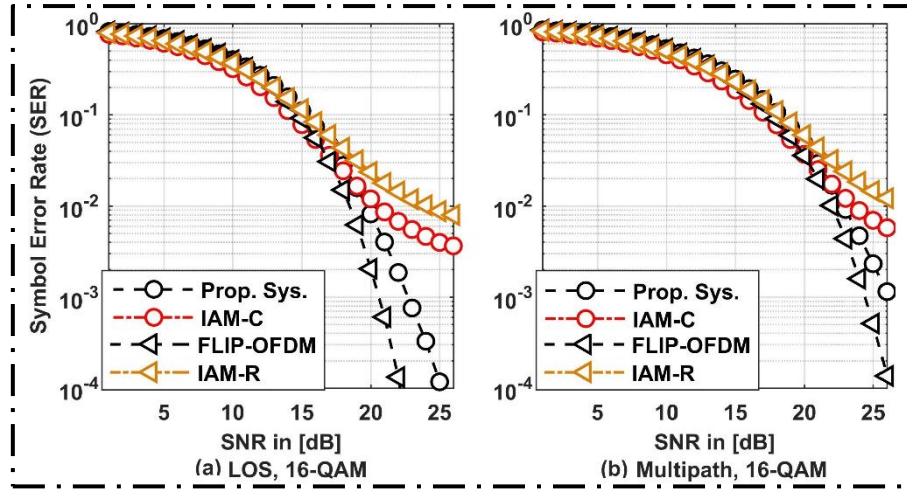 Symbol Error Rate (SER)
10^0
10^-1
10^-2
10^-3
10^-4
Prop. Sys.
IAM-C
FLIP-OFDM
IAM-R
5 10 15 20 25
SNR in [dB]
(a) LOS, 16-QAM
10^0
10^-1
10^-2
10^-3
10^-4
Prop. Sys.
IAM-C
FLIP-OFDM
IAM-R
5 10 15 20 25
SNR in [dB]
(b) Multipath, 16-QAM